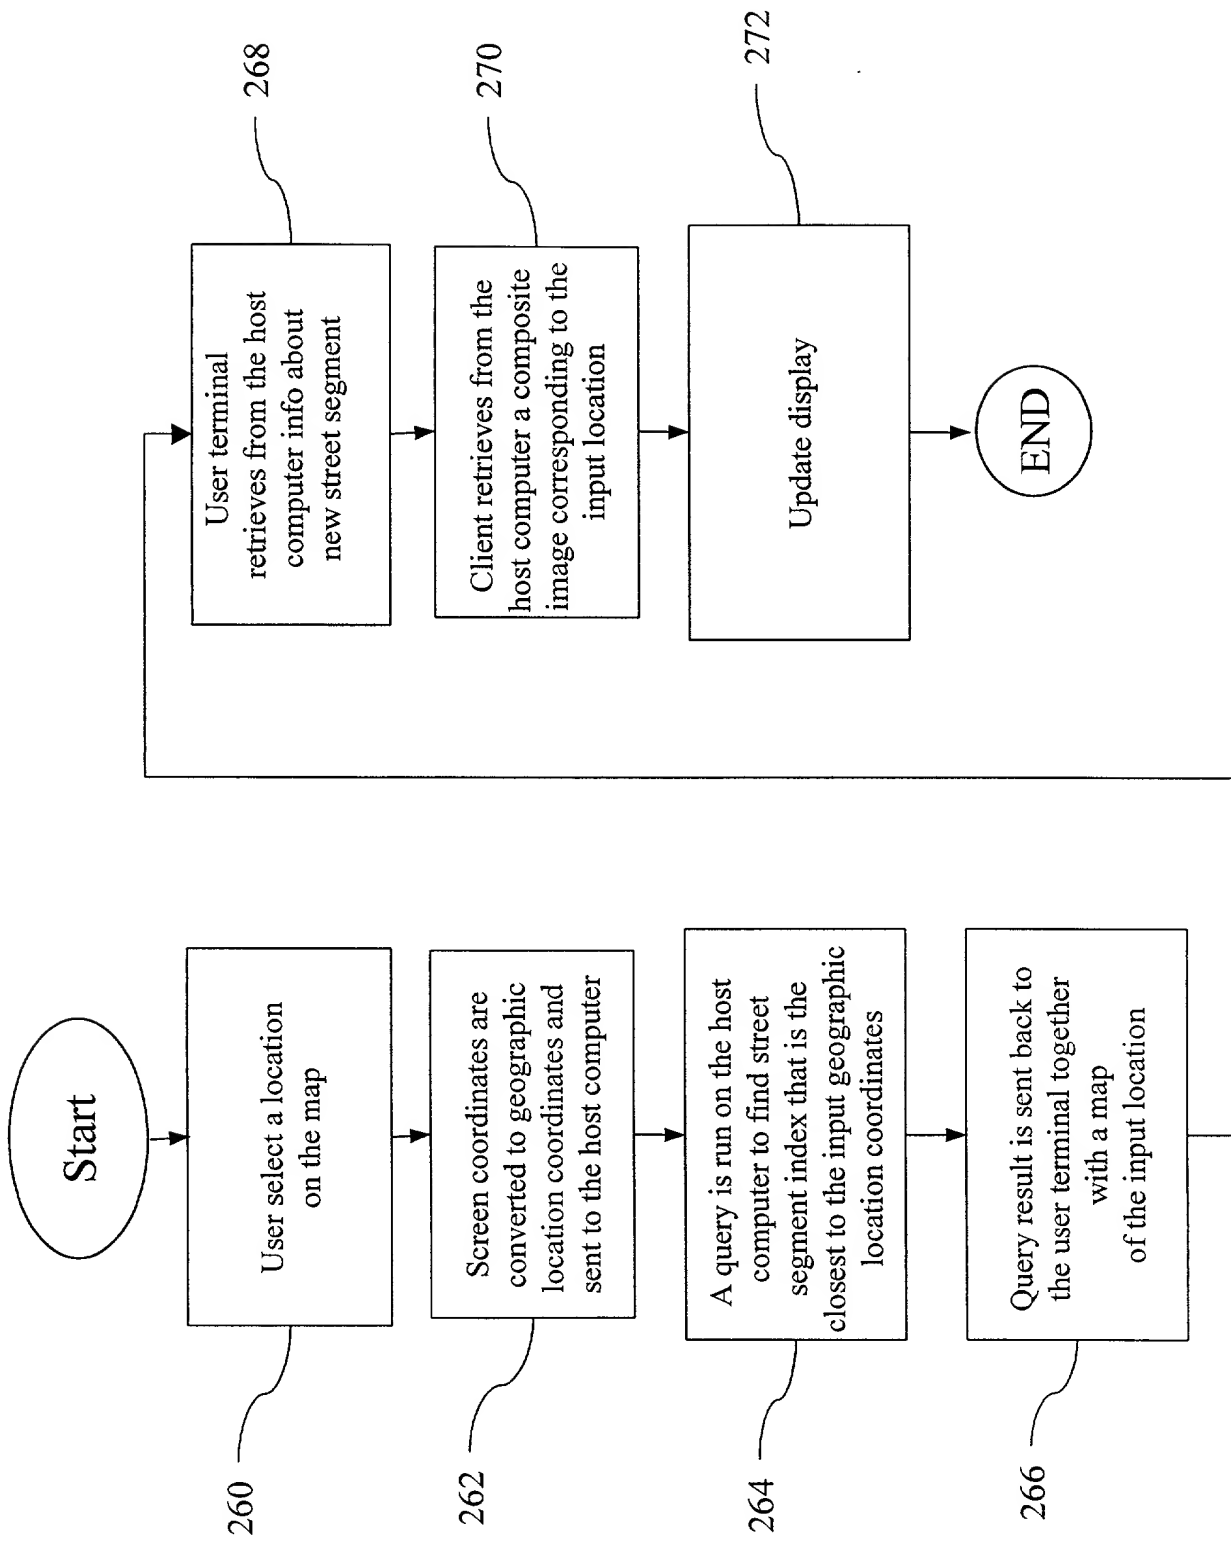 Start
260
User select a location
on the map
262
Screen coordinates are
converted to geographic
location coordinates and
sent to the host computer
264
A query is run on the host
computer to find street
segment index that is the
closest to the input geographic
location coordinates
266
Query result is sent back to
the user terminal together
with a map
of the input location
268
User terminal
retrieves from the host
computer info about
new street segment
270
Client retrieves from the
host computer a composite
image corresponding to the
input location
272
Update display
END